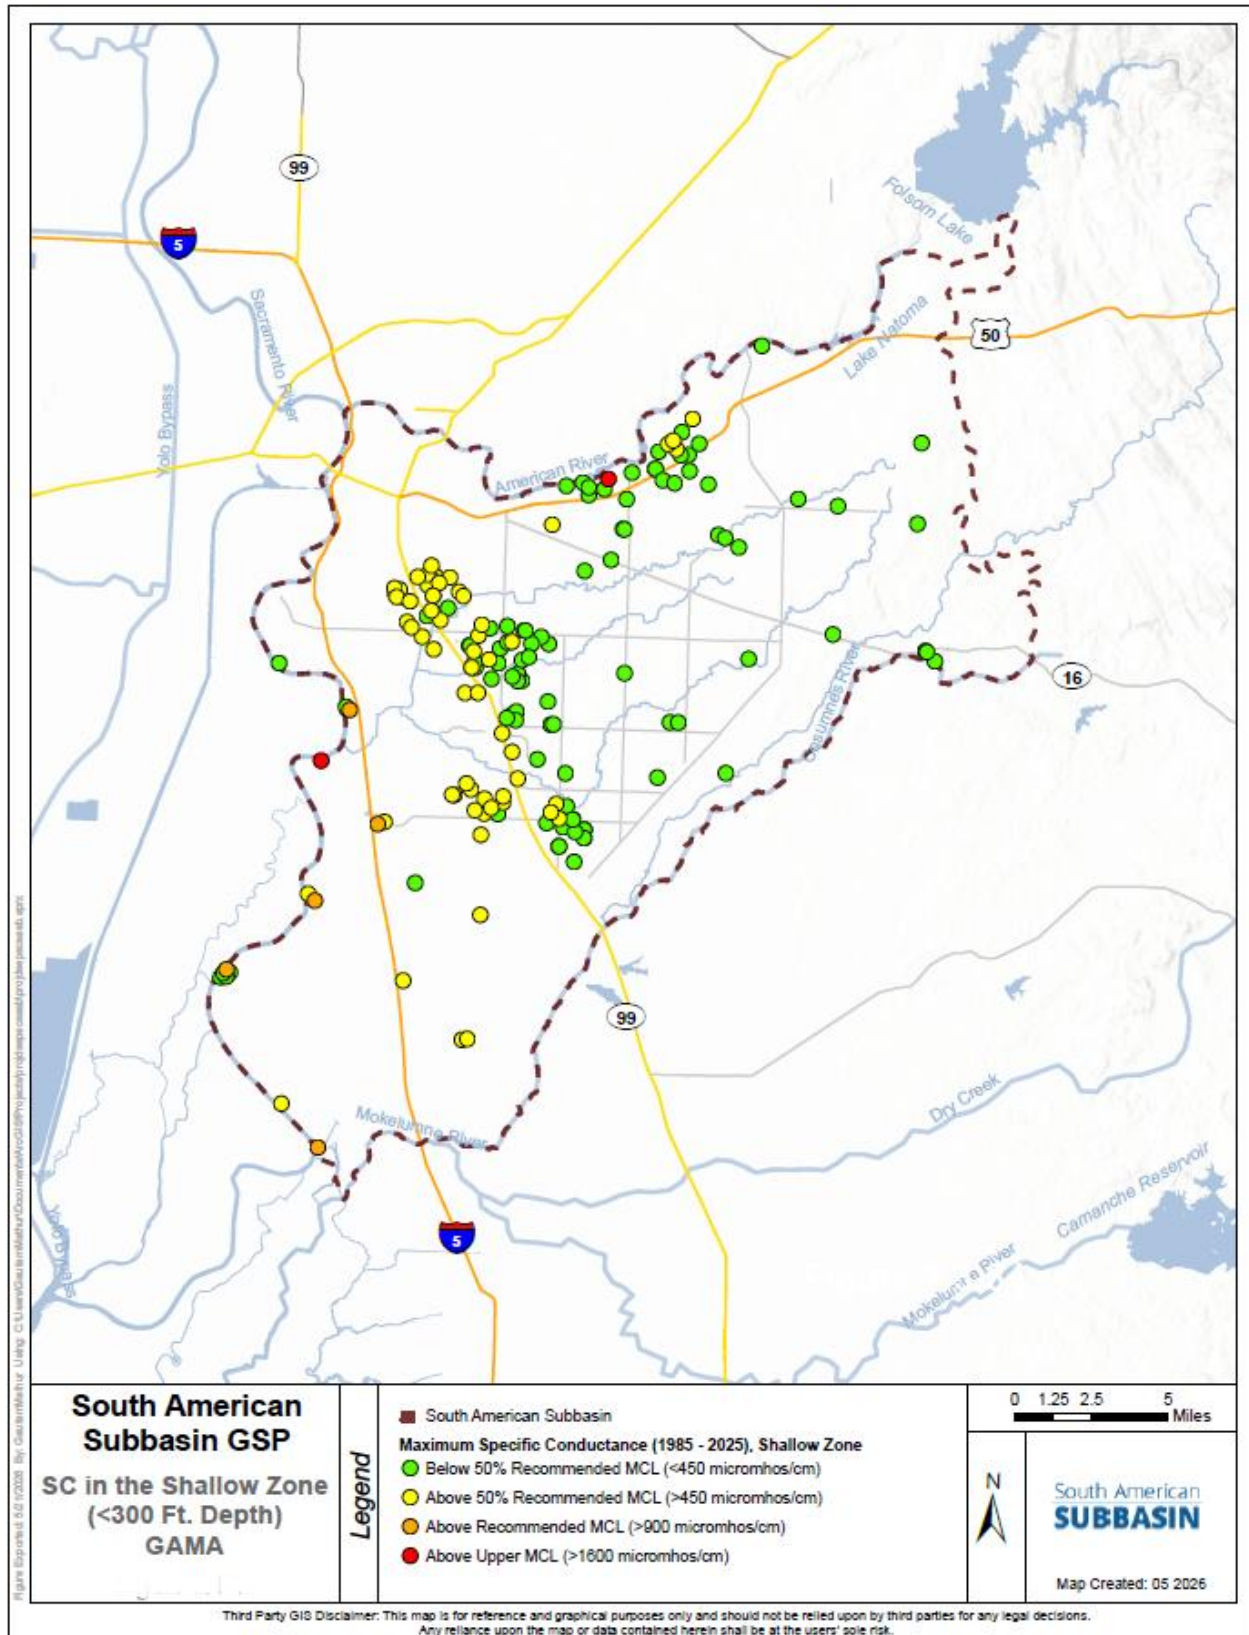 99
5
Folsom Lake
Sacramento River
Lake Natoma
50
Yolo Bypass
American River
16
Cosumnes River
99
Mokelumne River
Dry Creek
Camanche Reservoir
Yolo Bypass
5
Mokelumne River
South American
Subbasin GSP
SC in the Shallow Zone
(<300 Ft. Depth)
GAMA
Legend
South American Subbasin
Maximum Specific Conductance (1985 - 2025), Shallow Zone
Below 50% Recommended MCL (<450 micromhos/cm)
Above 50% Recommended MCL (>450 micromhos/cm)
Above Recommended MCL (>900 micromhos/cm)
Above Upper MCL (>1600 micromhos/cm)
0 1.25 2.5 5
Miles
N
South American
SUBBASIN
Map Created: 05 2026
Third Party GIS Disclaimer: This map is for reference and graphical purposes only and should not be relied upon by third parties for any legal decisions.
Any reliance upon the map or data contained herein shall be at the users' sole risk.